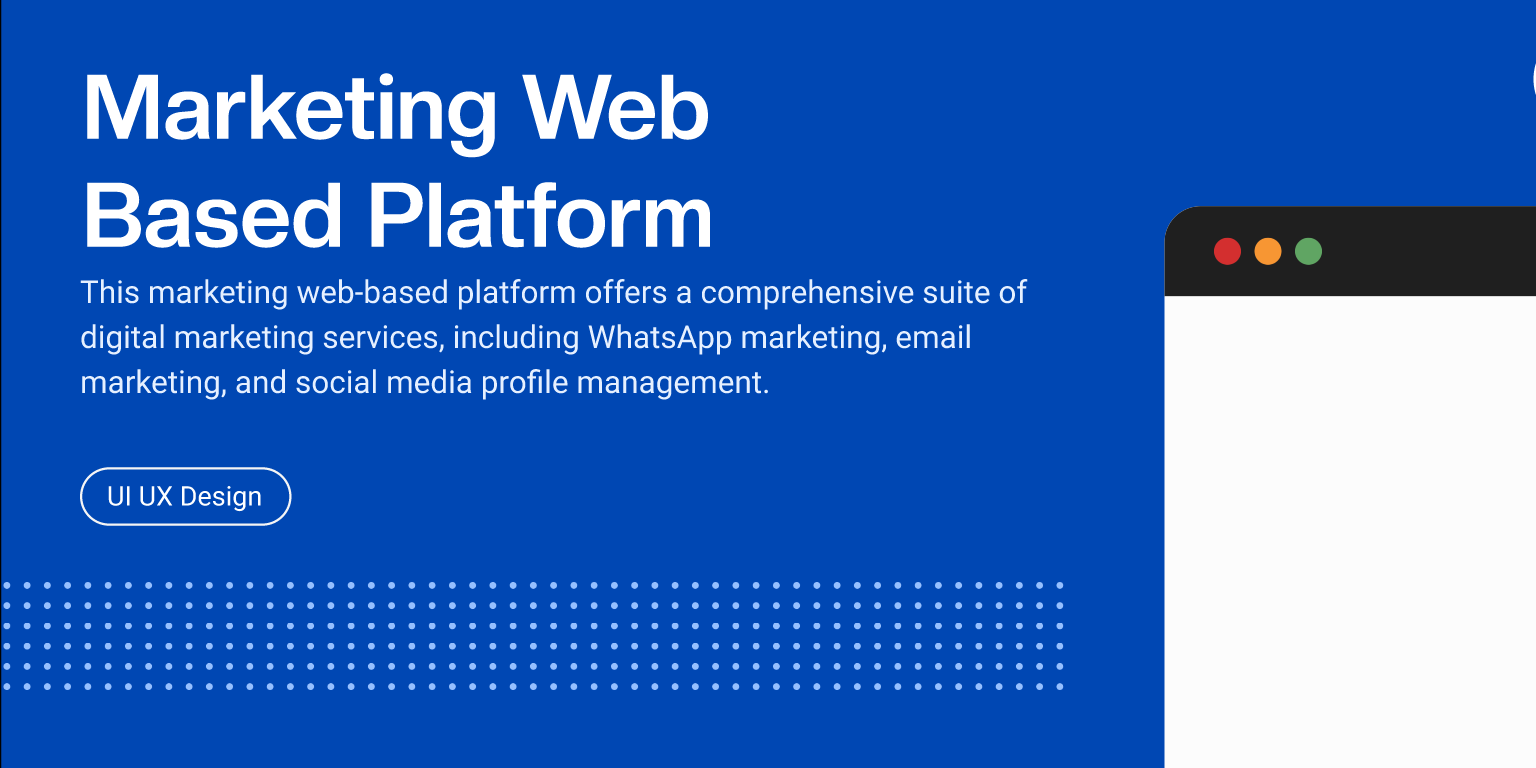 Marketing Web
Based Platform
This marketing web-based platform offers a comprehensive suite of
digital marketing services, including WhatsApp marketing, email
marketing, and social media profile management.
UI UX Design